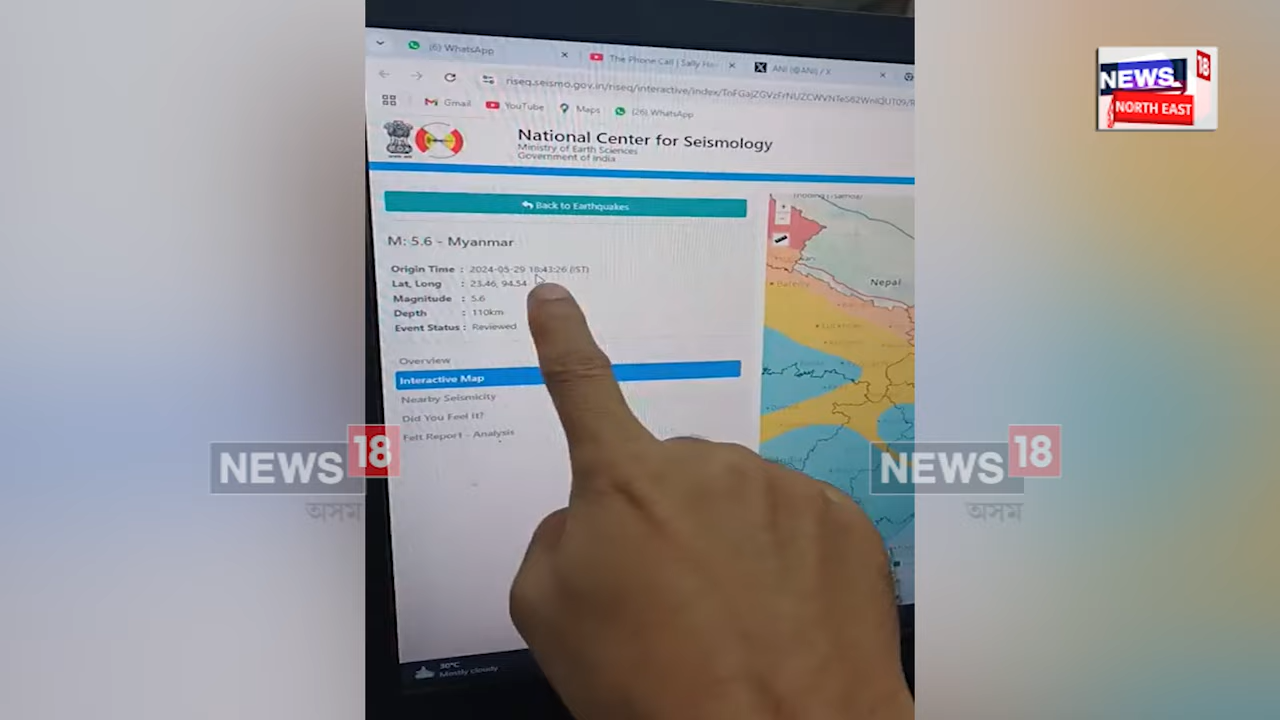 (6) WhatsApp
The Phone Call | Sally Ha
ANI (@ANI) / X
riseq.seismo.gov.in/riseq/interactive/index/
Gmail
YouTube
Maps
(26) WhatsApp
National Center for Seismology
Ministry of Earth Sciences
Government of India
Back to Earthquakes
M: 5.6 - Myanmar
Origin Time : 2024-05-29 18:43:26 (IST)
Lat, Long : 23.46, 94.54
Magnitude : 5.6
Depth : 110km
Event Status : Reviewed
Overview
Interactive Map
Nearby Seismicity
Did You Feel It?
Felt Report - Analysis
Nepal
30°C
Mostly cloudy
NEWS 18
NORTH EAST
NEWS 18
অসম
NEWS 18
অসম